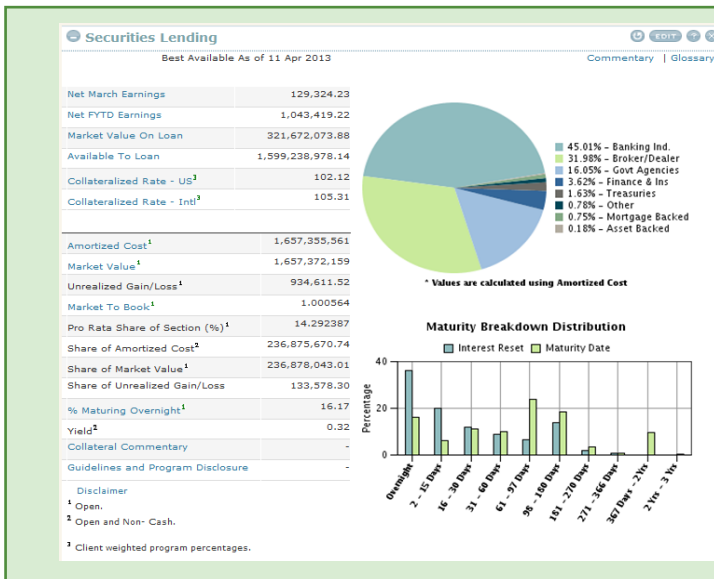 Securities Lending
EDIT ?
Best Available As of 11 Apr 2013
Commentary | Glossary
Net March Earnings 129,324.23
Net FYTD Earnings 1,043,419.22
Market Value On Loan 321,672,073.88
Available To Loan 1,599,238,978.14
Collateralized Rate - US³ 102.12
Collateralized Rate - Intl³ 105.31
Amortized Cost¹ 1,657,355,561
Market Value¹ 1,657,372,159
Unrealized Gain/Loss¹ 934,611.52
Market To Book¹ 1.000564
Pro Rata Share of Section (%)¹ 14.292387
Share of Amortized Cost² 236,875,670.74
Share of Market Value¹ 236,878,043.01
Share of Unrealized Gain/Loss 133,578.30
% Maturing Overnight¹ 16.17
Yield² 0.32
Collateral Commentary -
Guidelines and Program Disclosure -
Disclaimer
¹ Open.
² Open and Non- Cash.
³ Client weighted program percentages.
45.01% - Banking Ind.
31.98% - Broker/Dealer
16.05% - Govt Agencies
3.62% - Finance & Ins
1.63% - Treasuries
0.78% - Other
0.75% - Mortgage Backed
0.18% - Asset Backed
* Values are calculated using Amortized Cost
Maturity Breakdown Distribution
Interest Reset Maturity Date
Percentage
40
20
0
Overnight
2 - 15 Days
16 - 30 Days
31 - 60 Days
61 - 97 Days
98 - 180 Days
181 - 270 Days
271 - 366 Days
367 Days - 2 Yrs
2 Yrs - 3 Yrs